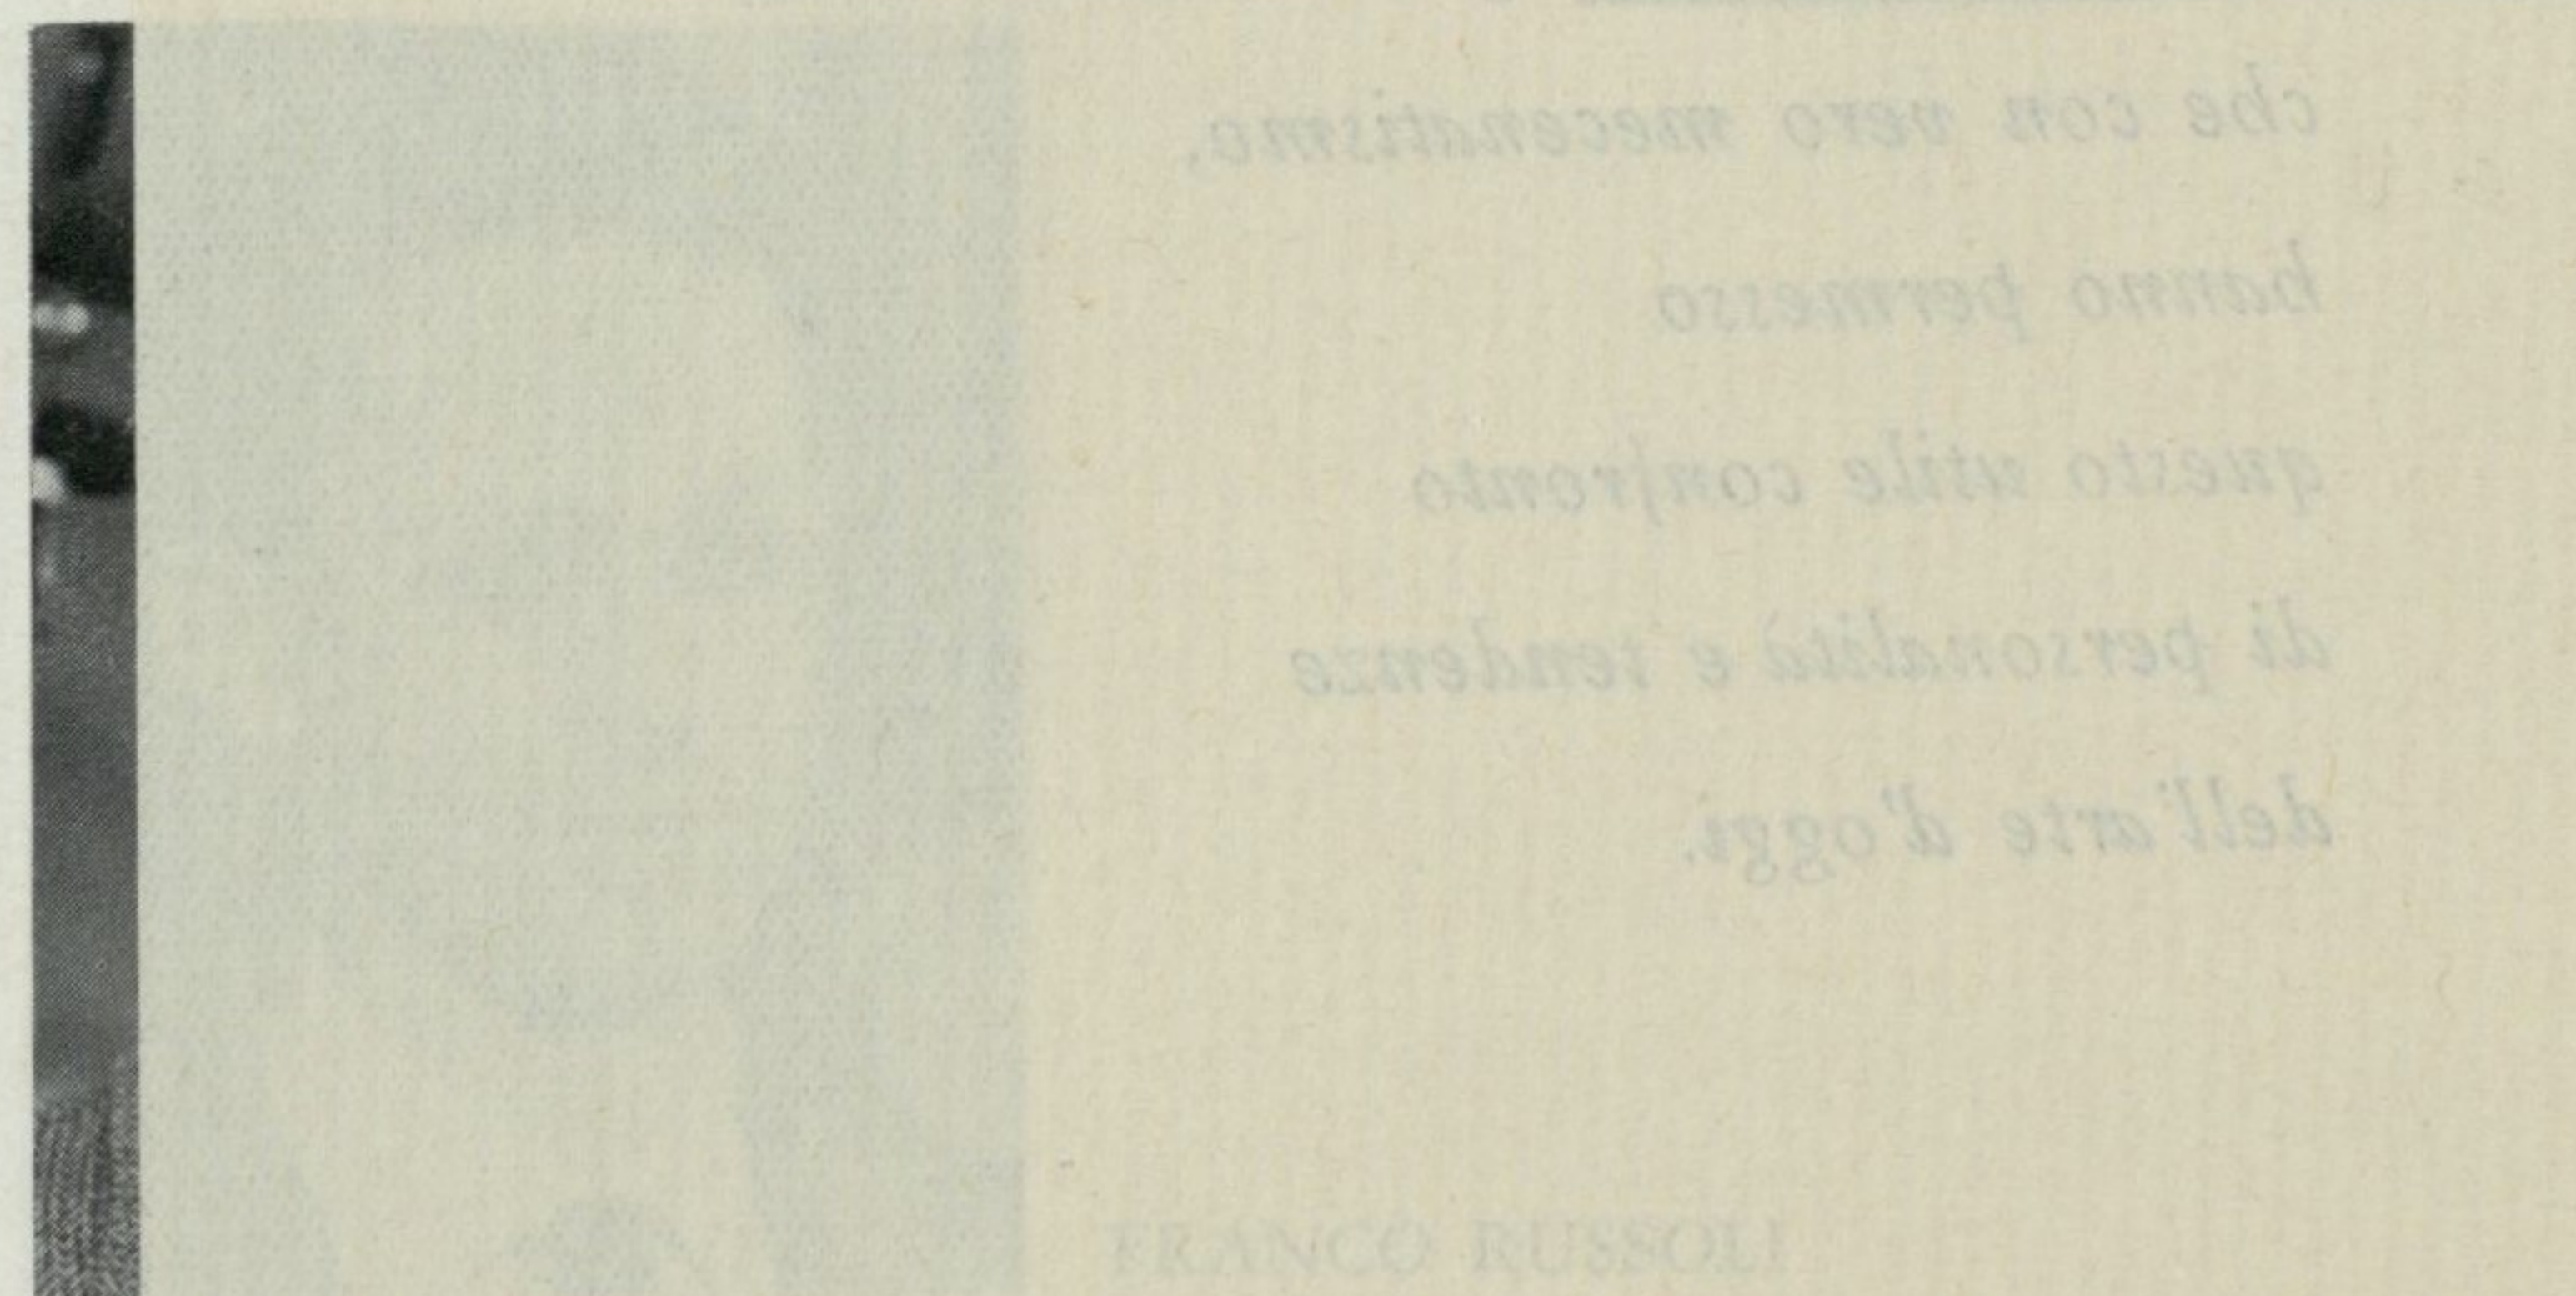 che con vero mecenatismo,
hanno permesso
questo utile confronto
di personalità e tendenze
dell'arte d'oggi.
FRANCO RUSSOLI